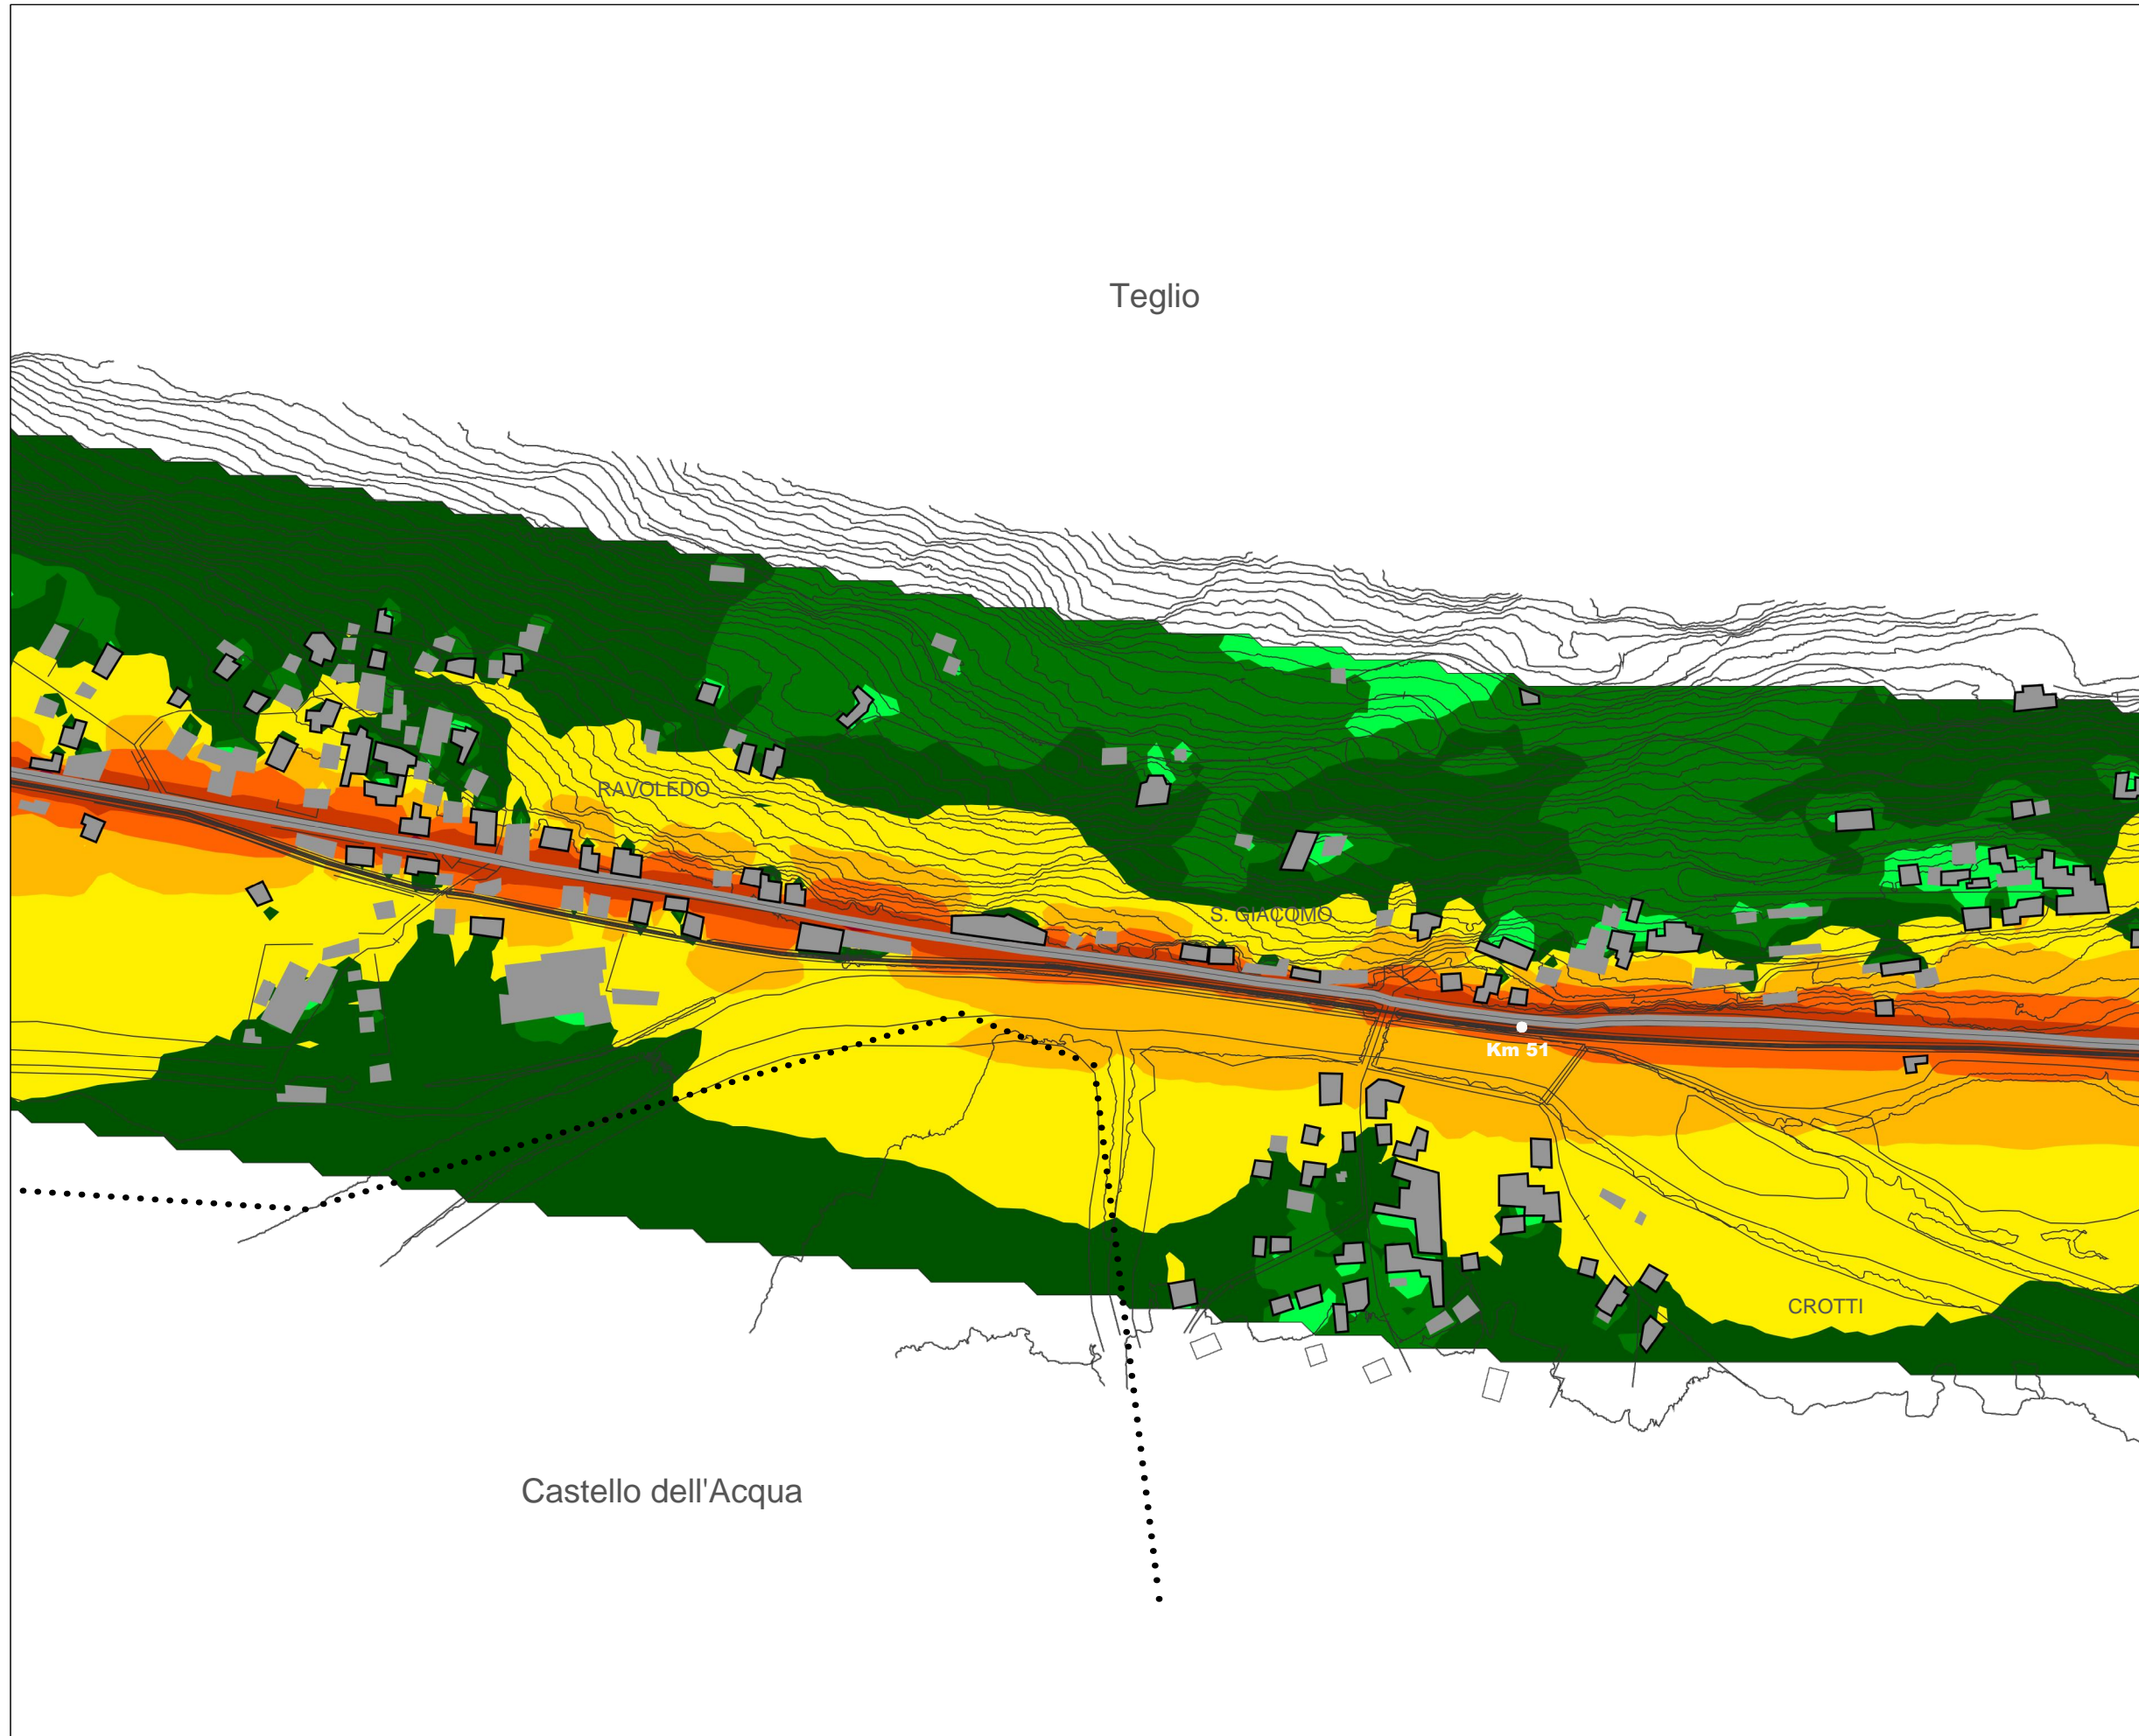 Teglio
RAVOLEDO
S. GIACOMO
Km 51
CROTTI
Castello dell'Acqua